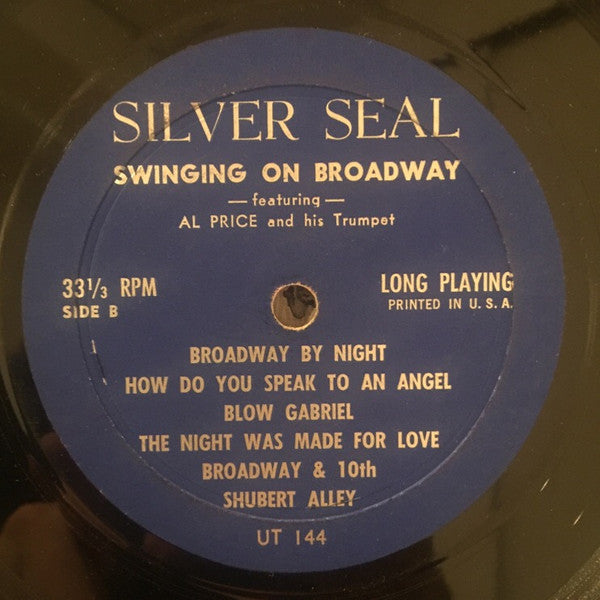 SILVER SEAL
SWINGING ON BROADWAY
— featuring —
AL PRICE and his Trumpet
33 1/3 RPM
SIDE B
LONG PLAYING
PRINTED IN U. S. A.
BROADWAY BY NIGHT
HOW DO YOU SPEAK TO AN ANGEL
BLOW GABRIEL
THE NIGHT WAS MADE FOR LOVE
BROADWAY & 10th
SHUBERT ALLEY
UT 144